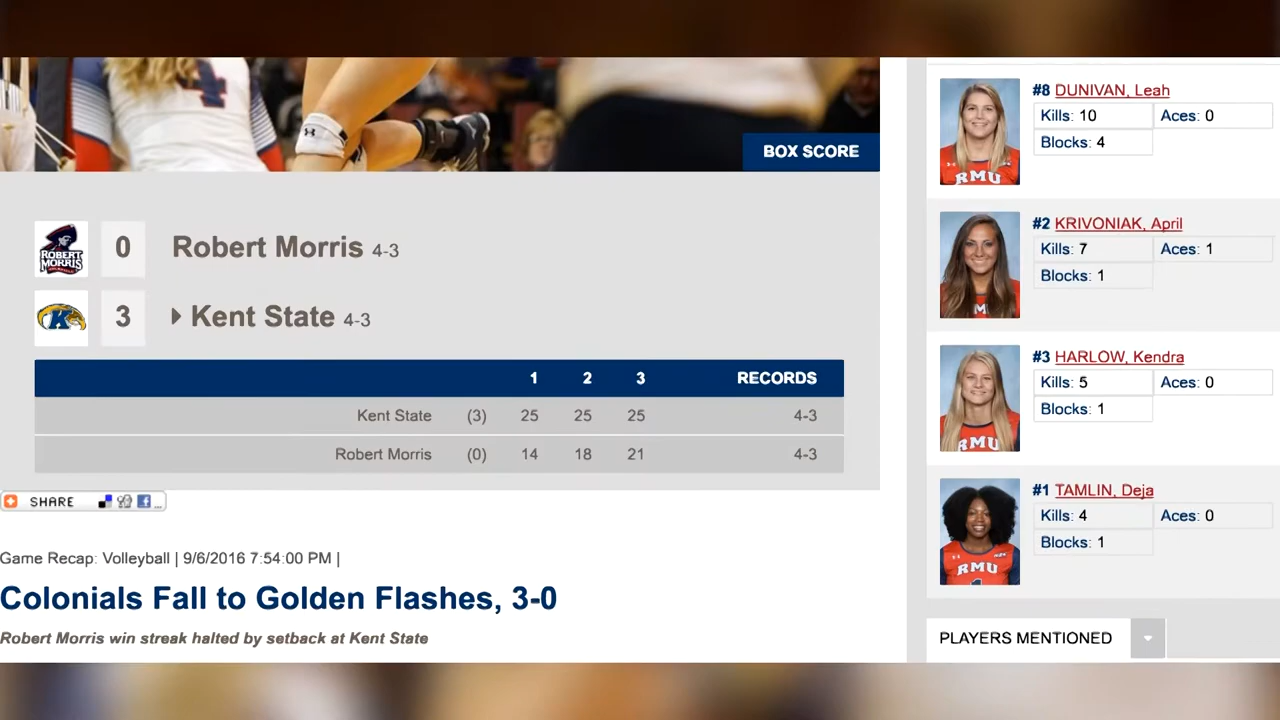 4
BOX SCORE
ROBERT
MORRIS
0 Robert Morris 4-3
K
3 Kent State 4-3
1 2 3 RECORDS
Kent State (3) 25 25 25 4-3
Robert Morris (0) 14 18 21 4-3
SHARE
Game Recap: Volleyball | 9/6/2016 7:54:00 PM |
Colonials Fall to Golden Flashes, 3-0
Robert Morris win streak halted by setback at Kent State
#8 DUNIVAN, Leah
Kills: 10 Aces: 0
Blocks: 4
RMU
#2 KRIVONIAK, April
Kills: 7 Aces: 1
Blocks: 1
#3 HARLOW, Kendra
Kills: 5 Aces: 0
Blocks: 1
RMU
#1 TAMLIN, Deja
Kills: 4 Aces: 0
Blocks: 1
RMU
1
PLAYERS MENTIONED